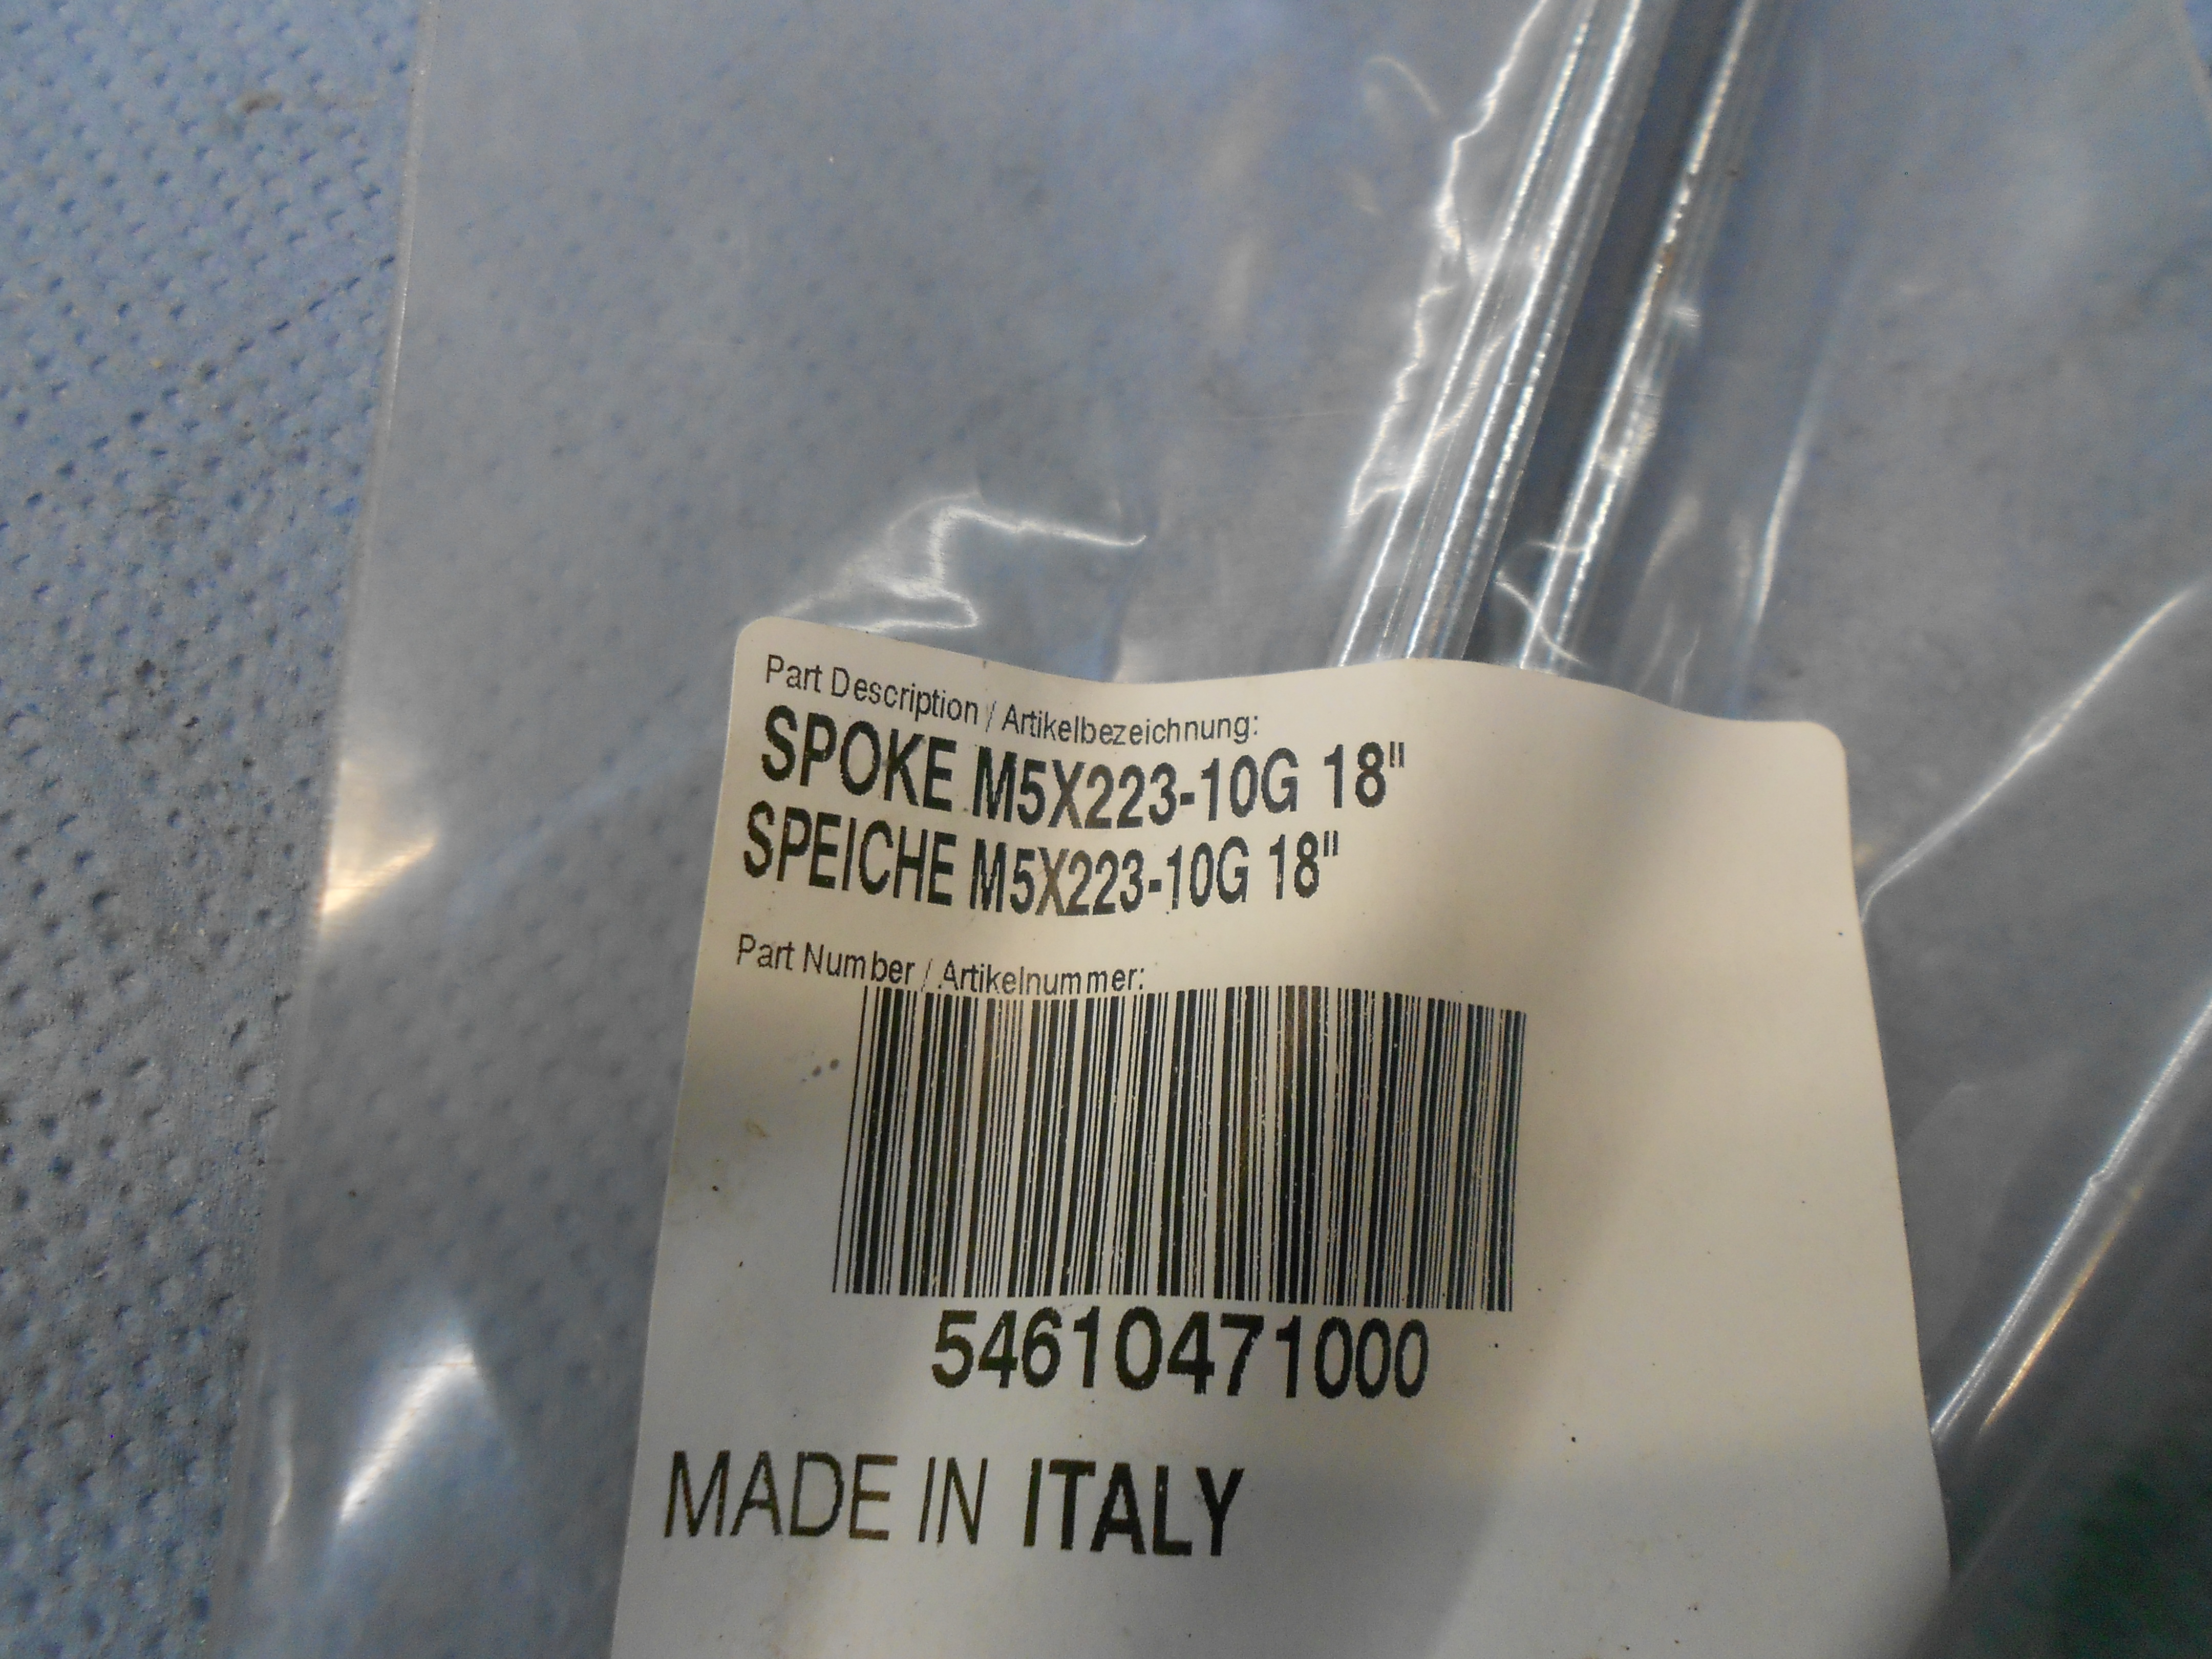 Part Description / Artikelbezeichnung:
SPOKE M5X223-10G 18"
SPEICHE M5X223-10G 18"
Part Number / Artikelnummer:
54610471000
MADE IN ITALY